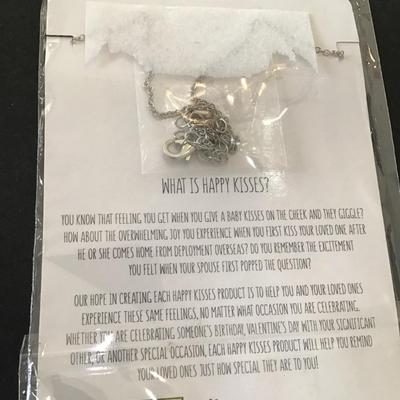 WHAT IS HAPPY KISSES?
YOU KNOW THAT FEELING YOU GET WHEN YOU GIVE A BABY KISSES ON THE CHEEK AND THEY GIGGLE?
HOW ABOUT THE OVERWHELMING JOY YOU EXPERIENCE WHEN YOU FIRST KISS YOUR LOVED ONE AFTER
HE OR SHE COMES HOME FROM DEPLOYMENT OVERSEAS? DO YOU REMEMBER THE EXCITEMENT
YOU FELT WHEN YOUR SPOUSE FIRST POPPED THE QUESTION?
OUR HOPE IN CREATING EACH HAPPY KISSES PRODUCT IS TO HELP YOU AND YOUR LOVED ONES
EXPERIENCE THESE SAME FEELINGS, NO MATTER WHAT OCCASION YOU ARE CELEBRATING.
WHETHER YOU ARE CELEBRATING SOMEONE'S BIRTHDAY, VALENTINE'S DAY WITH YOUR SIGNIFICANT
OTHER, OR ANOTHER SPECIAL OCCASION, EACH HAPPY KISSES PRODUCT WILL HELP YOU REMIND
YOUR LOVED ONES JUST HOW SPECIAL THEY ARE TO YOU!